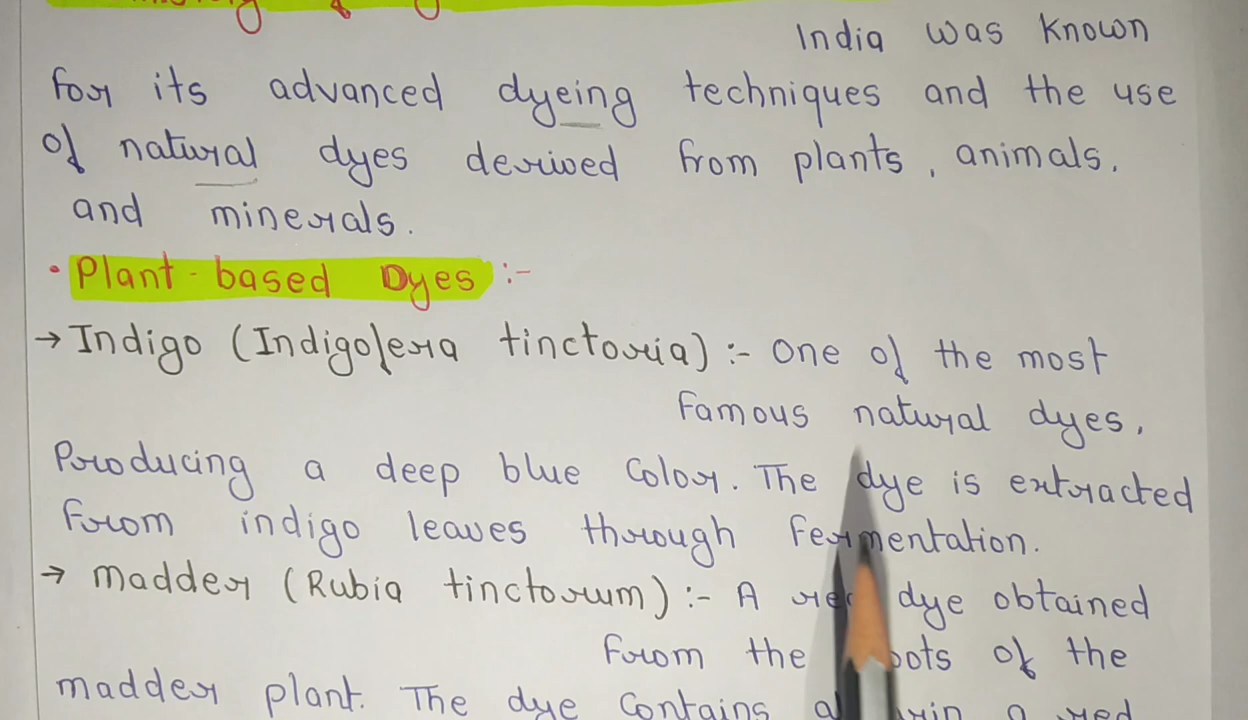 India was known
for its advanced dyeing techniques and the use
of natural dyes derived from plants, animals,
and minerals.
• Plant-based Dyes :-
→ Indigo (Indigofera tinctoria) :- One of the most
famous natural dyes,
Producing a deep blue color. The dye is extracted
from indigo leaves through fermentation.
→ madder (Rubia tinctorum) :- A red dye obtained
from the roots of the
madder plant. The dye contains a red